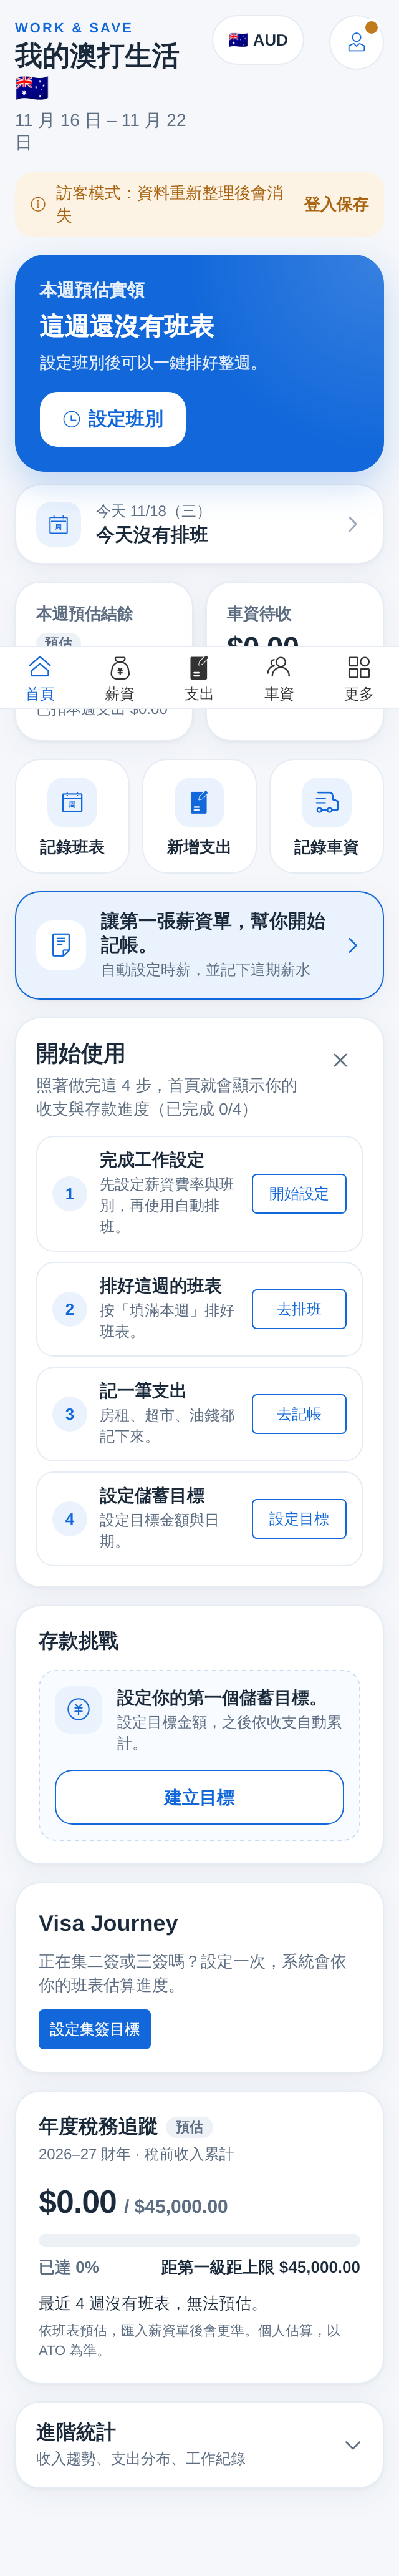 WORK & SAVE
我的澳打生活
🇦🇺
11 月 16 日 – 11 月 22
日
🇦🇺 AUD
訪客模式：資料重新整理後會消
失
登入保存
本週預估實領
這週還沒有班表
設定班別後可以一鍵排好整週。
設定班別
周
今天 11/18（三）
今天沒有排班
本週預估結餘
預估
車資待收
$0.00
首頁
薪資
支出
車資
更多
已扣本週支出 $0.00
周
記錄班表
新增支出
記錄車資
讓第一張薪資單，幫你開始
記帳。
自動設定時薪，並記下這期薪水
開始使用
照著做完這 4 步，首頁就會顯示你的
收支與存款進度（已完成 0/4）
1
完成工作設定
先設定薪資費率與班
別，再使用自動排
班。
開始設定
2
排好這週的班表
按「填滿本週」排好
班表。
去排班
3
記一筆支出
房租、超市、油錢都
記下來。
去記帳
4
設定儲蓄目標
設定目標金額與日
期。
設定目標
存款挑戰
設定你的第一個儲蓄目標。
設定目標金額，之後依收支自動累
計。
建立目標
Visa Journey
正在集二簽或三簽嗎？設定一次，系統會依
你的班表估算進度。
設定集簽目標
年度稅務追蹤 預估
2026–27 財年 · 稅前收入累計
$0.00 / $45,000.00
已達 0%
距第一級距上限 $45,000.00
最近 4 週沒有班表，無法預估。
依班表預估，匯入薪資單後會更準。個人估算，以
ATO 為準。
進階統計
收入趨勢、支出分布、工作紀錄